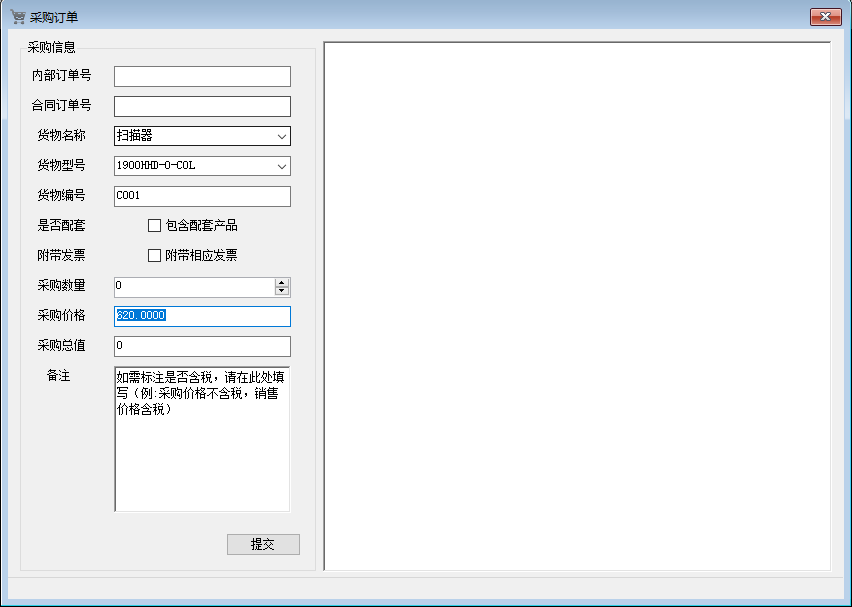 采购订单
采购信息
内部订单号
合同订单号
货物名称 扫描器
货物型号 1900HHD-0-COL
货物编号 C001
是否配套 包含配套产品
附带发票 附带相应发票
采购数量 0
采购价格 620.0000
采购总值 0
备注 如需标注是否含税，请在此处填
写（例:采购价格不含税，销售
价格含税）
提交